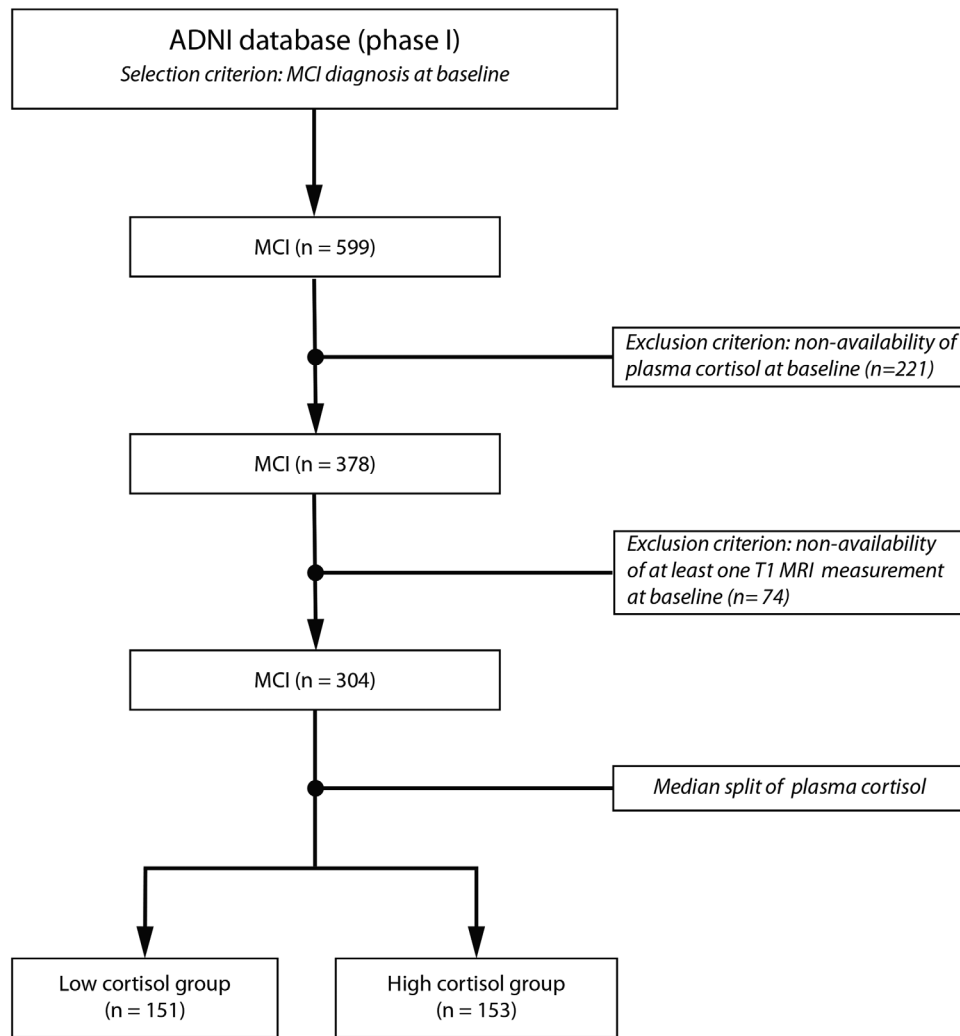 ADNI database (phase I)
Selection criterion: MCI diagnosis at baseline
MCI (n = 599)
Exclusion criterion: non-availability of
plasma cortisol at baseline (n=221)
MCI (n = 378)
Exclusion criterion: non-availability
of at least one T1 MRI measurement
at baseline (n= 74)
MCI (n = 304)
Median split of plasma cortisol
Low cortisol group
(n = 151)
High cortisol group
(n = 153)